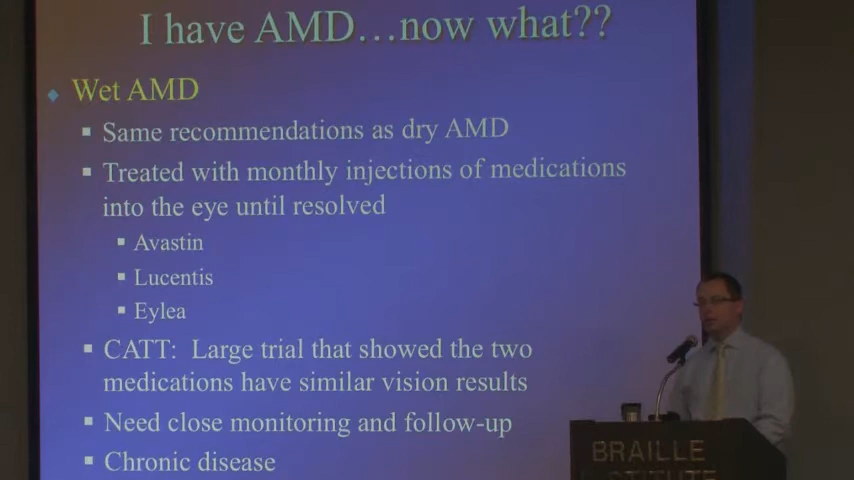 I have AMD…now what??
Wet AMD
Same recommendations as dry AMD
Treated with monthly injections of medications
into the eye until resolved
Avastin
Lucentis
Eylea
CATT: Large trial that showed the two
medications have similar vision results
Need close monitoring and follow-up
Chronic disease
BRAILLE
INSTITUTE